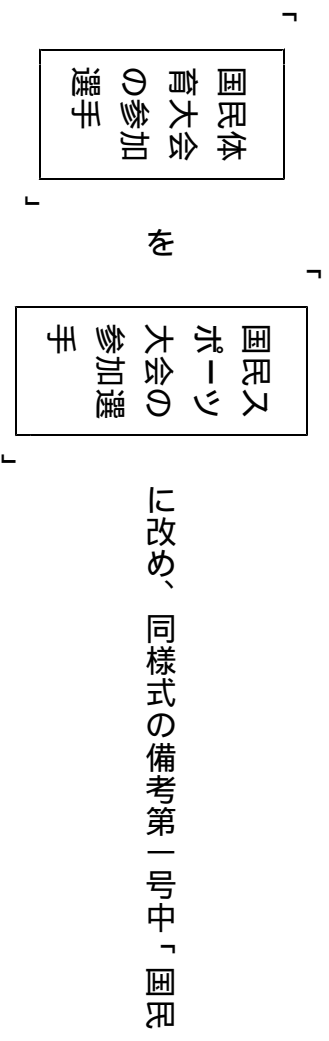 「
国民体
育大会
の参加
選手
」
を
「
国民ス
ポーツ
大会の
参加選
手
」
に改め、同様式の備考第一号中「国民